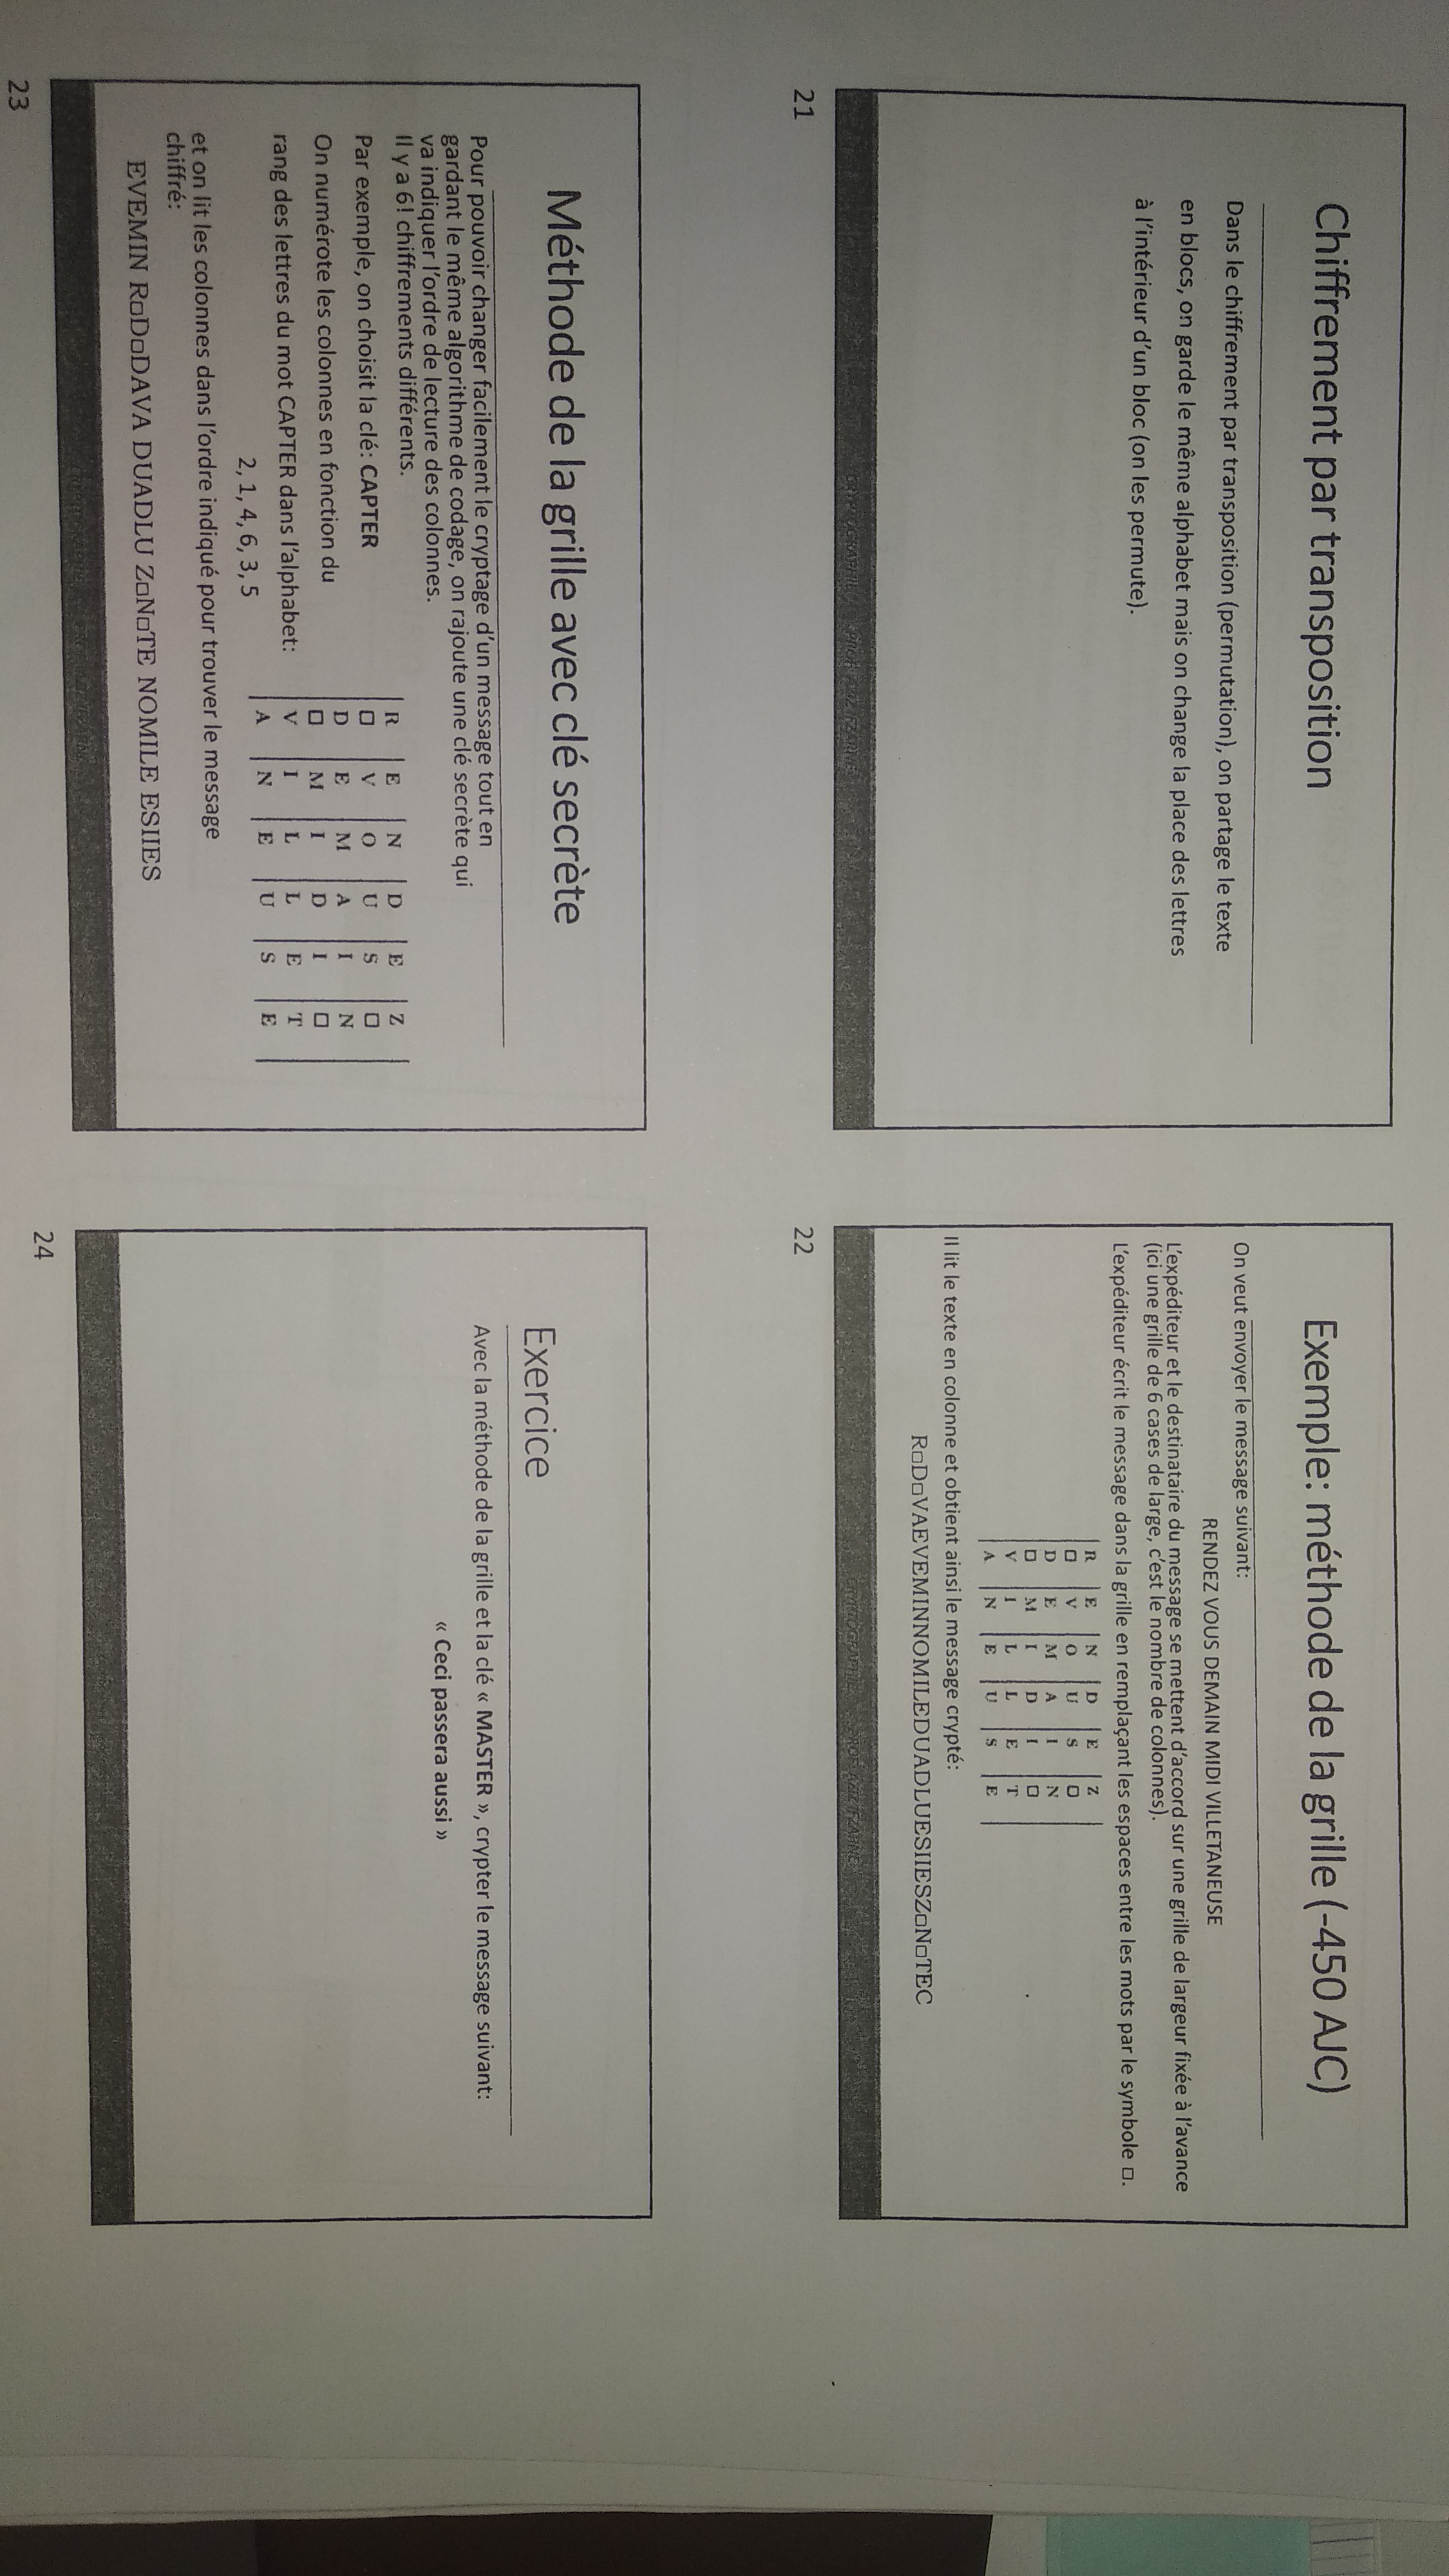 Chiffrement par transposition
Dans le chiffrement par transposition (permutation), on partage le texte
en blocs, on garde le même alphabet mais on change la place des lettres
à l'intérieur d'un bloc (on les permute).
21
Exemple: méthode de la grille (-450 AJC)
On veut envoyer le message suivant:
RENDEZ VOUS DEMAIN MIDI VILLETANEUSE
L'expéditeur et le destinataire du message se mettent d'accord sur une grille de largeur fixée à l'avance
(ici une grille de 6 cases de large, c'est le nombre de colonnes).
L'expéditeur écrit le message dans la grille en remplaçant les espaces entre les mots par le symbole □.
R E N D E Z
□ V O U S □
D E M A I N
□ M I D I □
V I L L E T
A N E U S E
Il lit le texte en colonne et obtient ainsi le message crypté:
R□D□VAEVEMINNOMILEDUADLUESIIESZ□N□TEC
22
Méthode de la grille avec clé secrète
Pour pouvoir changer facilement le cryptage d'un message tout en
gardant le même algorithme de codage, on rajoute une clé secrète qui
va indiquer l'ordre de lecture des colonnes.
Il y a 6! chiffrements différents.
Par exemple, on choisit la clé: CAPTER
On numérote les colonnes en fonction du
rang des lettres du mot CAPTER dans l'alphabet:
2, 1, 4, 6, 3, 5
R E N D E Z
□ V O U S □
D E M A I N
□ M I D I □
V I L L E T
A N E U S E
et on lit les colonnes dans l'ordre indiqué pour trouver le message
chiffré:
EVEMIN R□D□DAVA DUADLU Z□N□TE NOMILE ESIIES
23
Exercice
Avec la méthode de la grille et la clé « MASTER », crypter le message suivant:
« Ceci passera aussi »
24